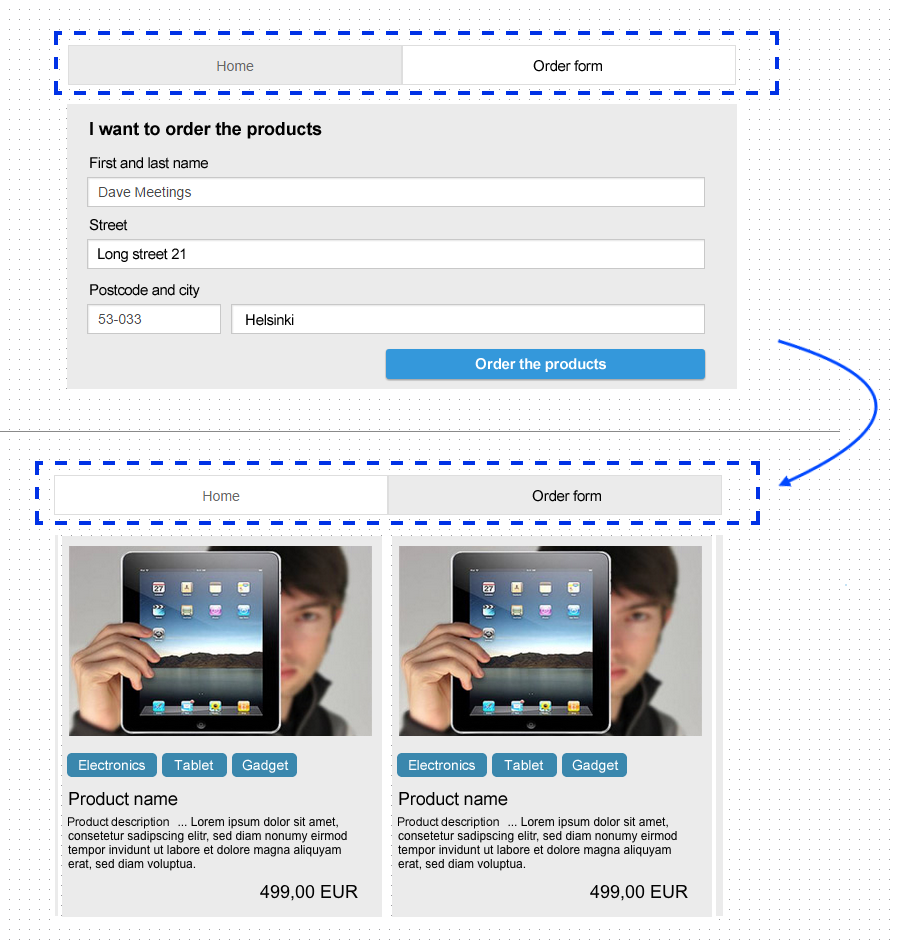 Home Order form
I want to order the products
First and last name
Dave Meetings
Street
Long street 21
Postcode and city
53-033 Helsinki
Order the products
Home Order form
27
27
Electronics Tablet Gadget
Electronics Tablet Gadget
Product name
Product description ... Lorem ipsum dolor sit amet,
consetetur sadipscing elitr, sed diam nonumy eirmod
tempor invidunt ut labore et dolore magna aliquyam
erat, sed diam voluptua.
499,00 EUR
Product name
Product description ... Lorem ipsum dolor sit amet,
consetetur sadipscing elitr, sed diam nonumy eirmod
tempor invidunt ut labore et dolore magna aliquyam
erat, sed diam voluptua.
499,00 EUR